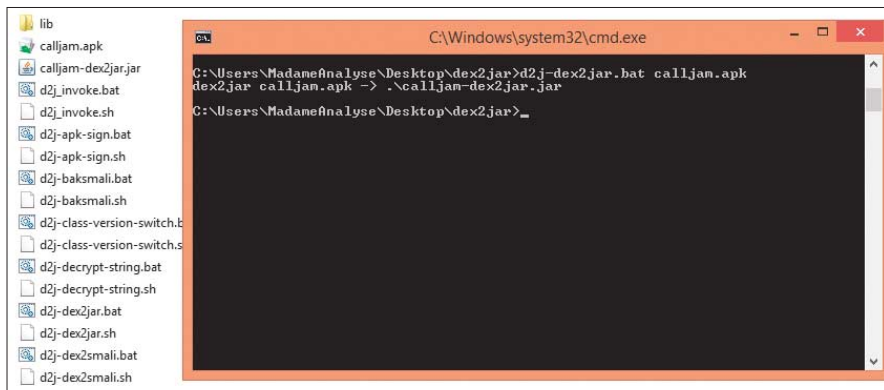 lib
calljam.apk
calljam-dex2jar.jar
d2j_invoke.bat
d2j_invoke.sh
d2j-apk-sign.bat
d2j-apk-sign.sh
d2j-baksmali.bat
d2j-baksmali.sh
d2j-class-version-switch.b
d2j-class-version-switch.s
d2j-decrypt-string.bat
d2j-decrypt-string.sh
d2j-dex2jar.bat
d2j-dex2jar.sh
d2j-dex2smali.bat
d2j-dex2smali.sh
C:\Windows\system32\cmd.exe
C:\Users\MadameAnalyse\Desktop\dex2jar>d2j-dex2jar.bat calljam.apk
dex2jar calljam.apk -> .\calljam-dex2jar.jar
C:\Users\MadameAnalyse\Desktop\dex2jar>_